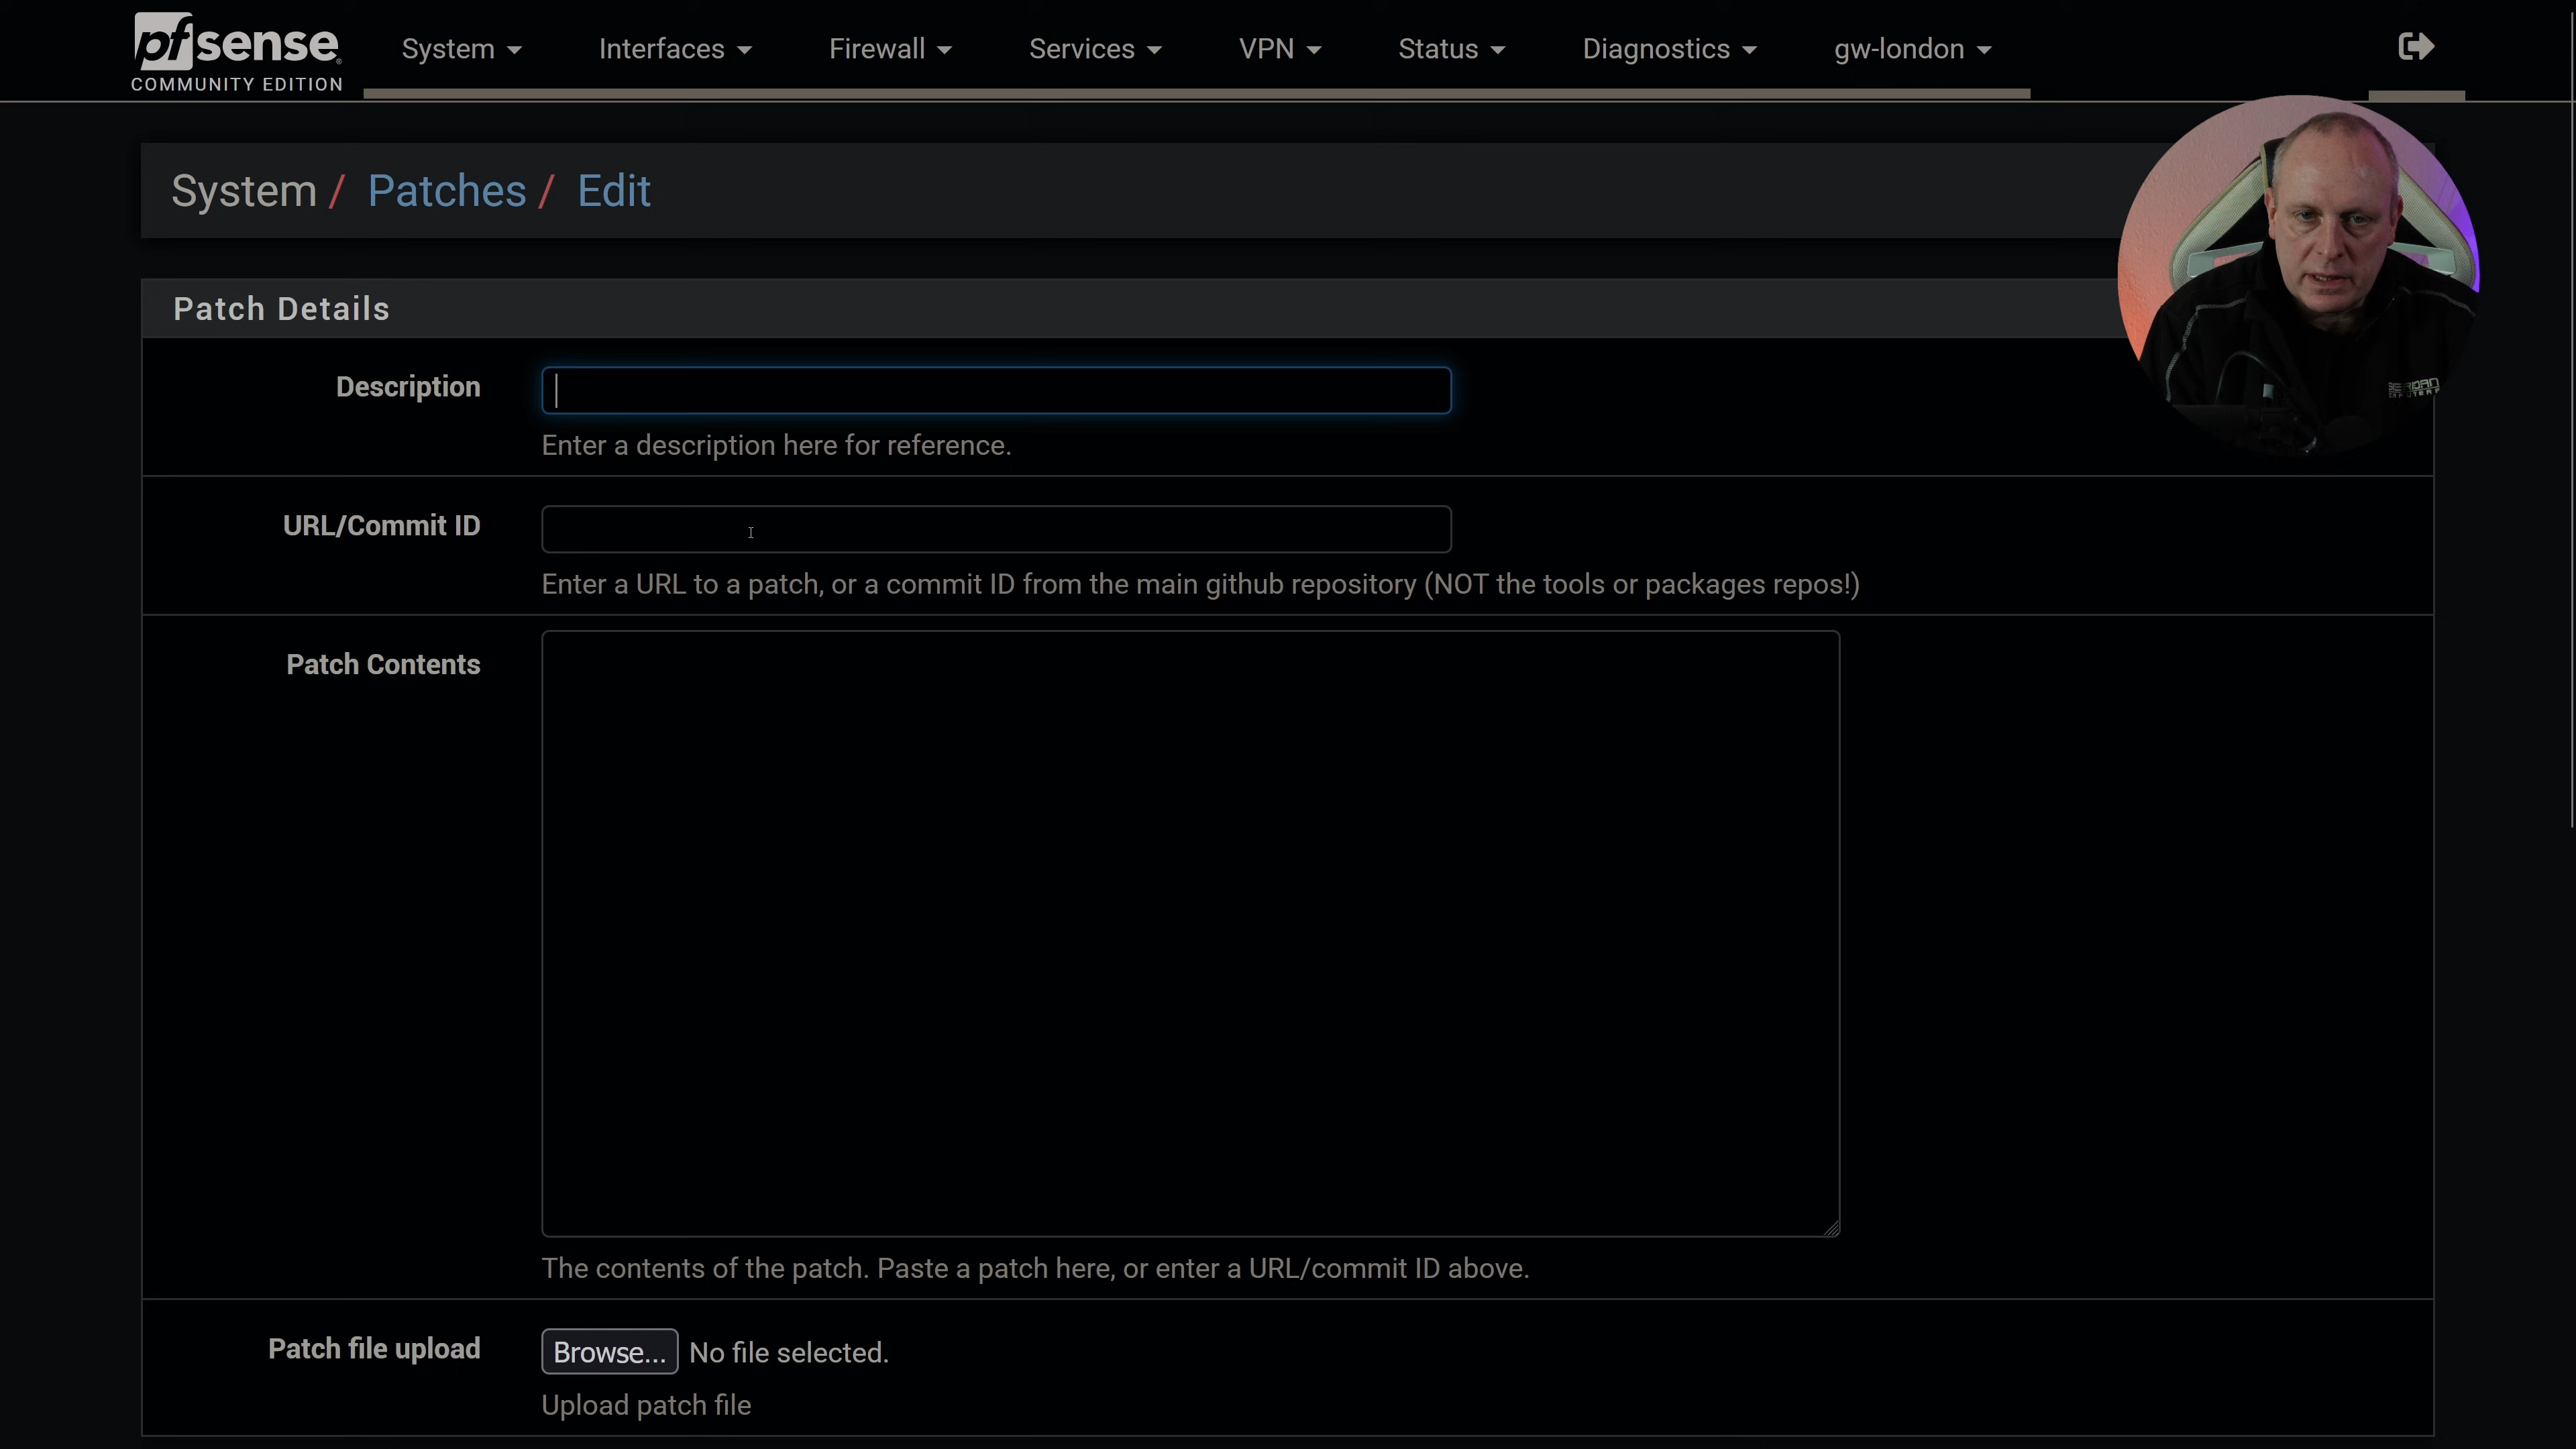 pfsense
COMMUNITY EDITION
System
Interfaces
Firewall
Services
VPN
Status
Diagnostics
gw-london
System / Patches / Edit
Patch Details
Description
Enter a description here for reference.
URL/Commit ID
Enter a URL to a patch, or a commit ID from the main github repository (NOT the tools or packages repos!)
Patch Contents
The contents of the patch. Paste a patch here, or enter a URL/commit ID above.
Patch file upload
Browse... No file selected.
Upload patch file